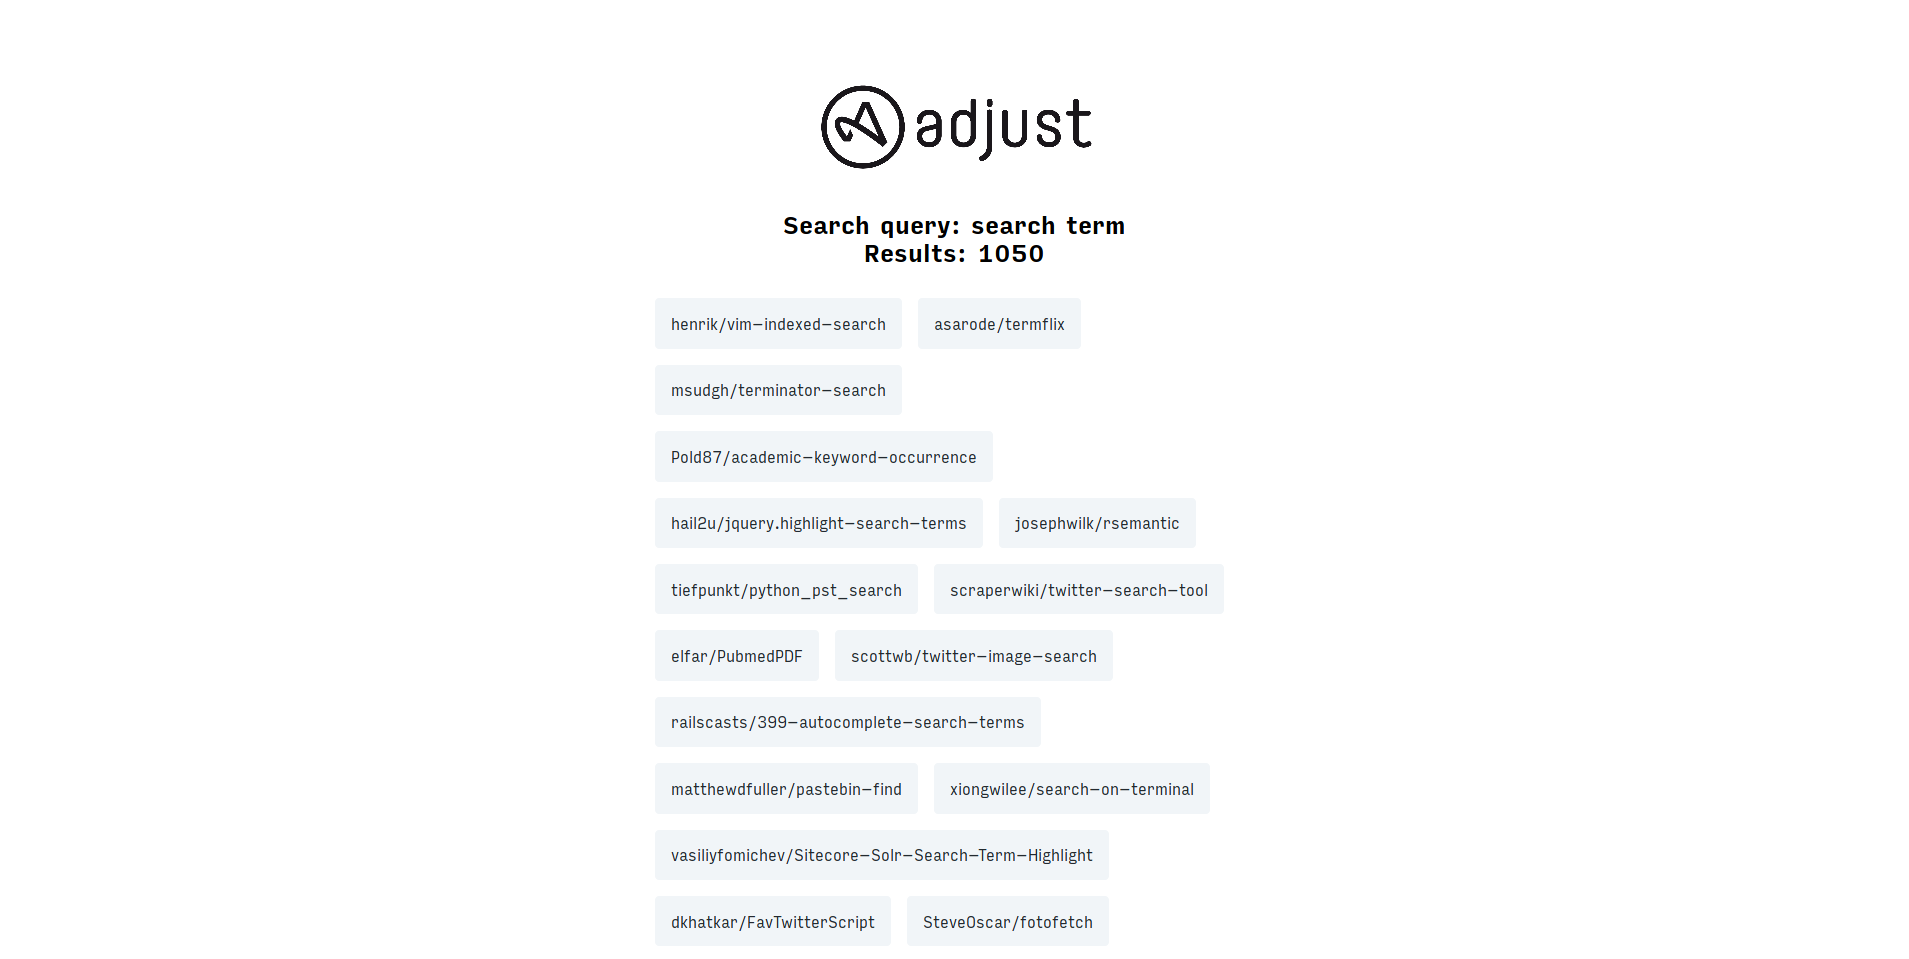 adjust
Search query: search term
Results: 1050
henrik/vim-indexed-search asarode/termflix
msudgh/terminator-search
Pold87/academic-keyword-occurrence
hail2u/jquery.highlight-search-terms josephwilk/rsemantic
tiefpunkt/python_pst_search scraperwiki/twitter-search-tool
elfar/PubmedPDF scottwb/twitter-image-search
railscasts/399-autocomplete-search-terms
matthewdfuller/pastebin-find xiongwilee/search-on-terminal
vasiliyfomichev/Sitecore-Solr-Search-Term-Highlight
dkhatkar/FavTwitterScript SteveOscar/fotofetch